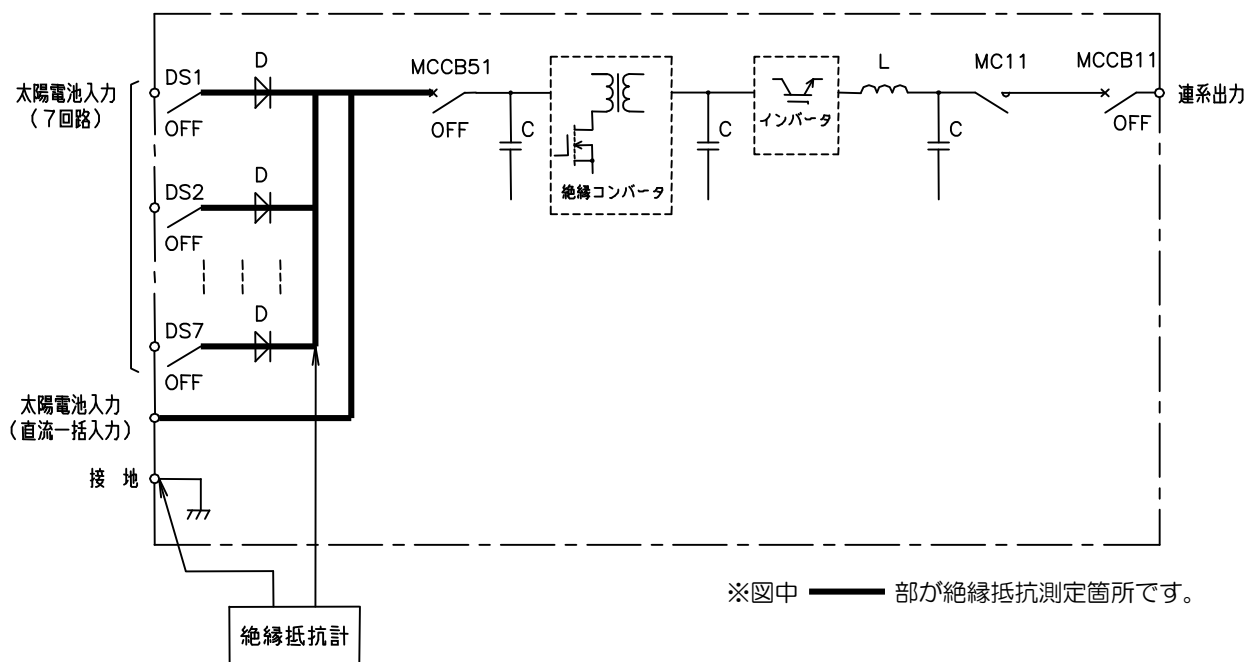 太陽電池入力
(7回路)
DS1
OFF
D
DS2
OFF
D
DS7
OFF
D
MCCB51
OFF
C
絶縁コンバータ
C
インバータ
L
C
MC11
MCCB11
OFF
連系出力
太陽電池入力
(直流一括入力)
接 地
絶縁抵抗計
※図中 部が絶縁抵抗測定箇所です。